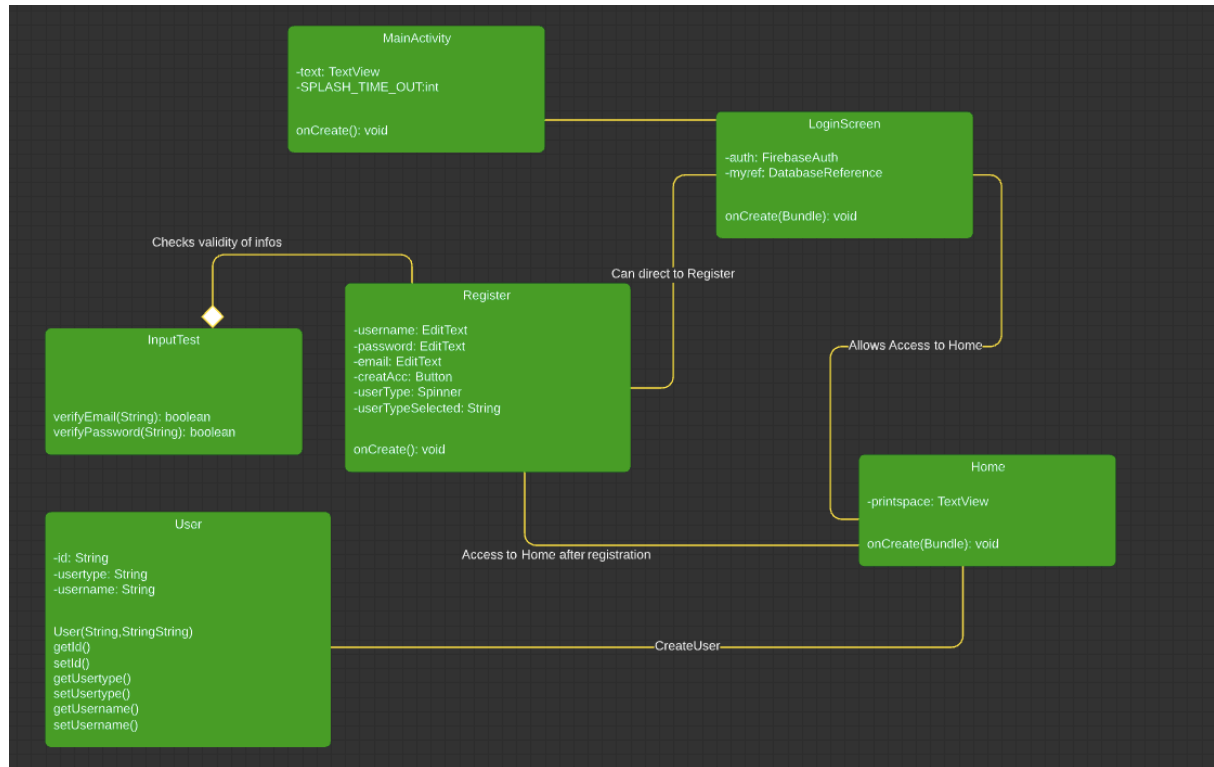 MainActivity
-text: TextView
-SPLASH_TIME_OUT:int
onCreate(): void
LoginScreen
-auth: FirebaseAuth
-myref: DatabaseReference
onCreate(Bundle): void
Checks validity of infos
Can direct to Register
Register
-username: EditText
-password: EditText
-email: EditText
-creatAcc: Button
-userType: Spinner
-userTypeSelected: String
onCreate(): void
InputTest
verifyEmail(String): boolean
verifyPassword(String): boolean
Allows Access to Home
Home
-printspace: TextView
onCreate(Bundle): void
Access to Home after registration
User
-id: String
-usertype: String
-username: String
User(String,StringString)
getId()
setId()
getUsertype()
setUsertype()
getUsername()
setUsername()
CreateUser